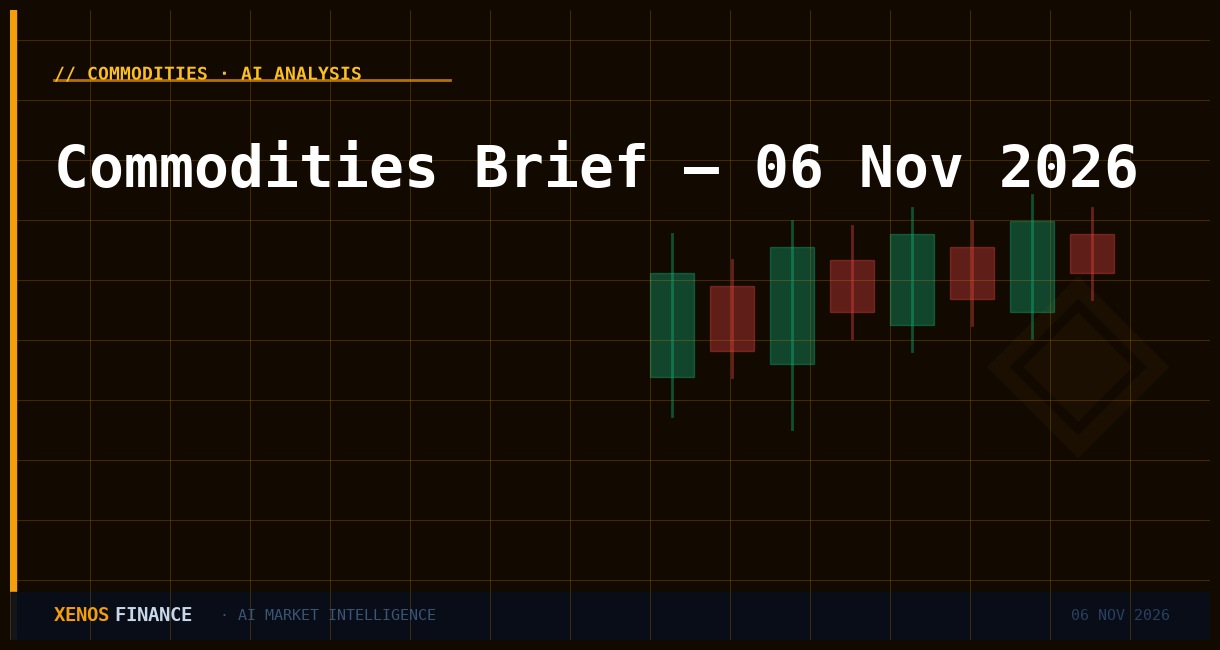 // COMMODITIES · AI ANALYSIS
Commodities Brief — 06 Nov 2026
XENOS FINANCE · AI MARKET INTELLIGENCE 06 NOV 2026